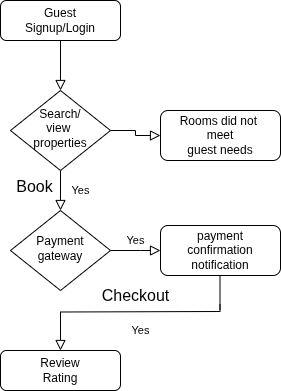 Guest
Signup/Login
Search/
view
properties
Rooms did not
meet
guest needs
Book
Yes
Payment
gateway
Yes
payment
confirmation
notification
Checkout
Yes
Review
Rating